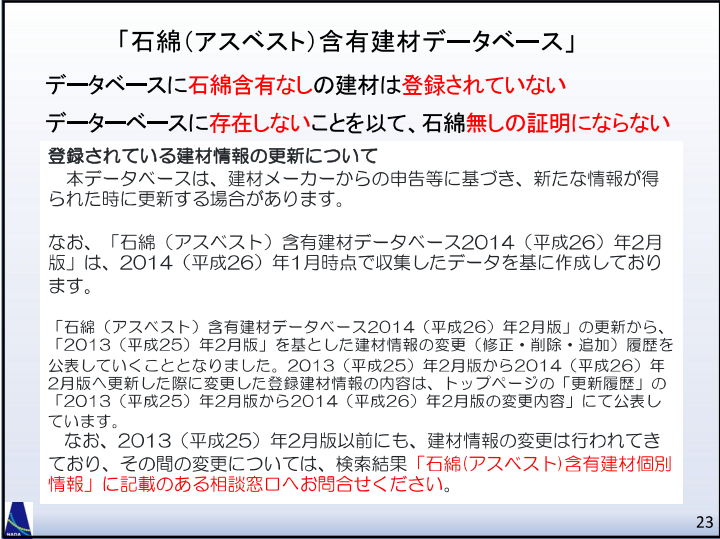 「石綿（アスベスト）含有建材データベース」
データベースに石綿含有なしの建材は登録されていない
データーベースに存在しないことを以て、石綿無しの証明にならない
登録されている建材情報の更新について
　本データベースは、建材メーカーからの申告等に基づき、新たな情報が得
られた時に更新する場合があります。
なお、「石綿（アスベスト）含有建材データベース2014（平成26）年2月
版」は、2014（平成26）年1月時点で収集したデータを基に作成しており
ます。
「石綿（アスベスト）含有建材データベース2014（平成26）年2月版」の更新から、
「2013（平成25）年2月版」を基とした建材情報の変更（修正・削除・追加）履歴を
公表していくこととなりました。2013（平成25）年2月版から2014（平成26）年
2月版へ更新した際に変更した登録建材情報の内容は、トップページの「更新履歴」の
「2013（平成25）年2月版から2014（平成26）年2月版の変更内容」にて公表し
ています。
　なお、2013（平成25）年2月版以前にも、建材情報の変更は行われてき
ており、その間の変更については、検索結果「石綿(アスベスト)含有建材個別
情報」に記載のある相談窓口へお問合せください。
23